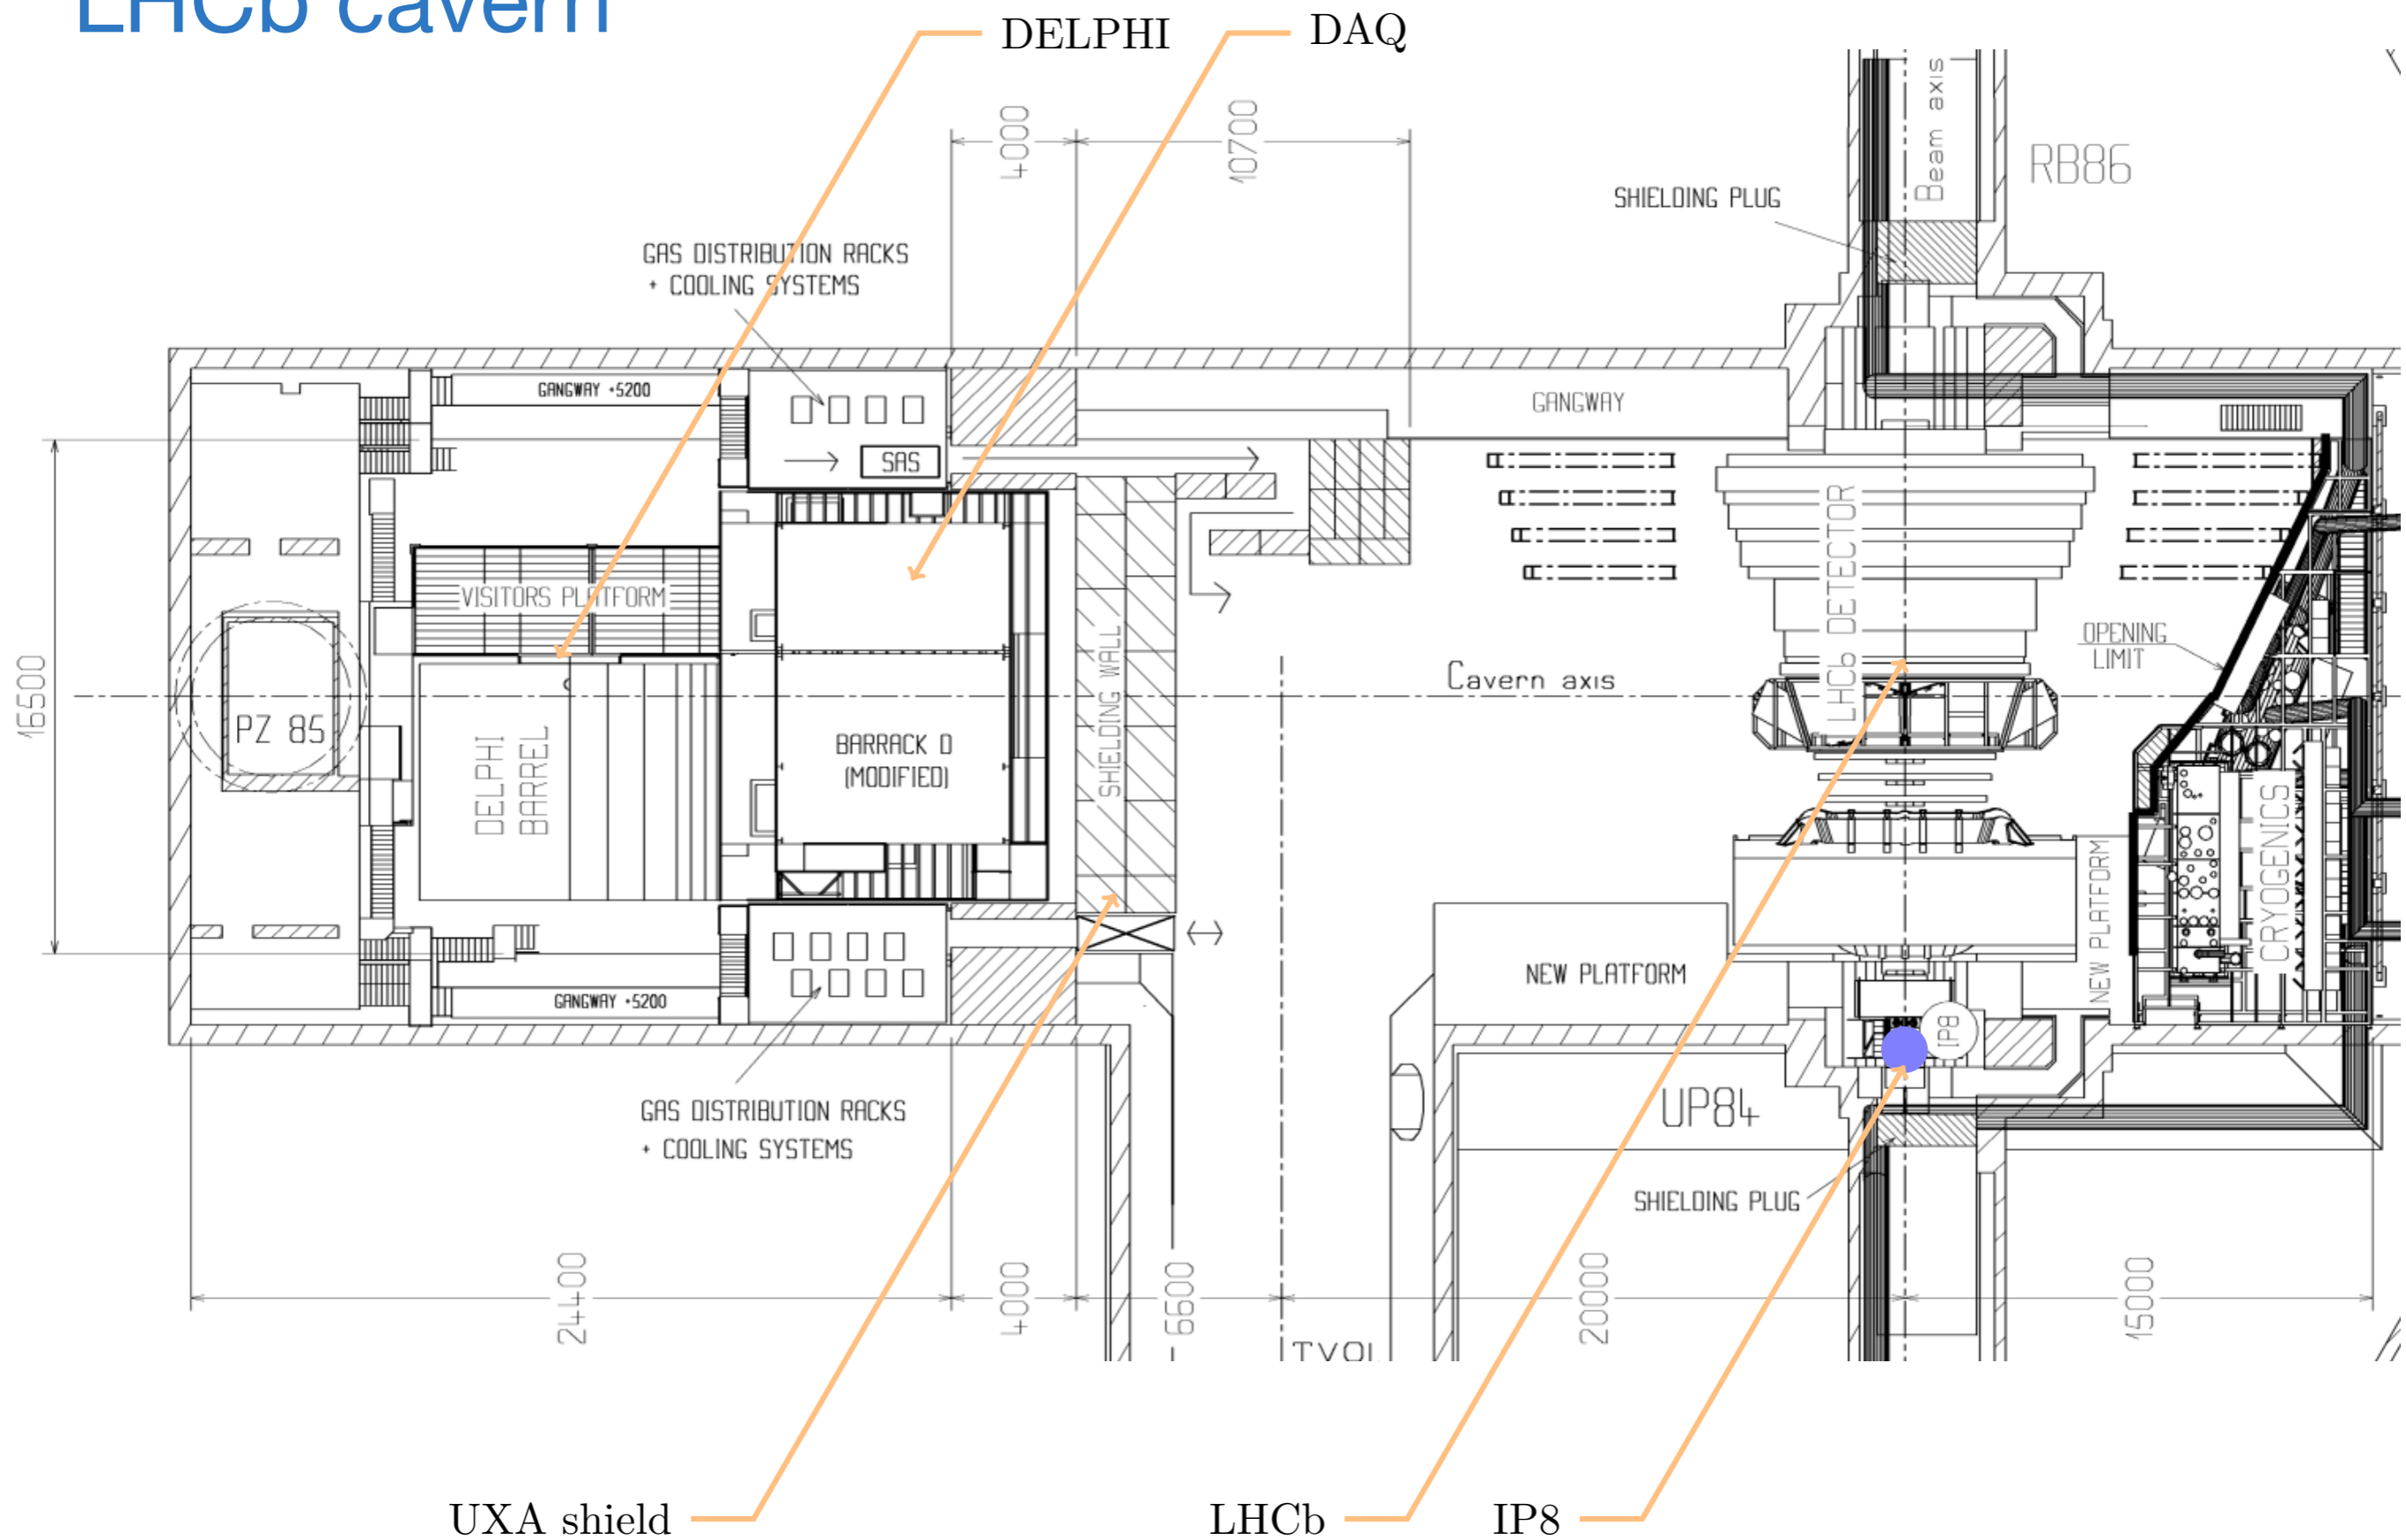 LHCb cavern
DELPHI
DAQ
4000
10700
Beam axis
RB86
SHIELDING PLUG
GAS DISTRIBUTION RACKS
+ COOLING SYSTEMS
GANGWAY +5200
GANGWAY
SAS
LHCb DETECTOR
VISITORS PLATFORM
OPENING
LIMIT
SHIELDING WALL
Cavern axis
16500
PZ 85
DELPHI
BARREL
BARRACK D
(MODIFIED)
CRYOGENICS
NEW PLATFORM
NEW PLATFORM
GANGWAY +5200
IP8
GAS DISTRIBUTION RACKS
+ COOLING SYSTEMS
UP84
SHIELDING PLUG
24400
4000
6600
20000
15000
UXA shield
LHCb
IP8